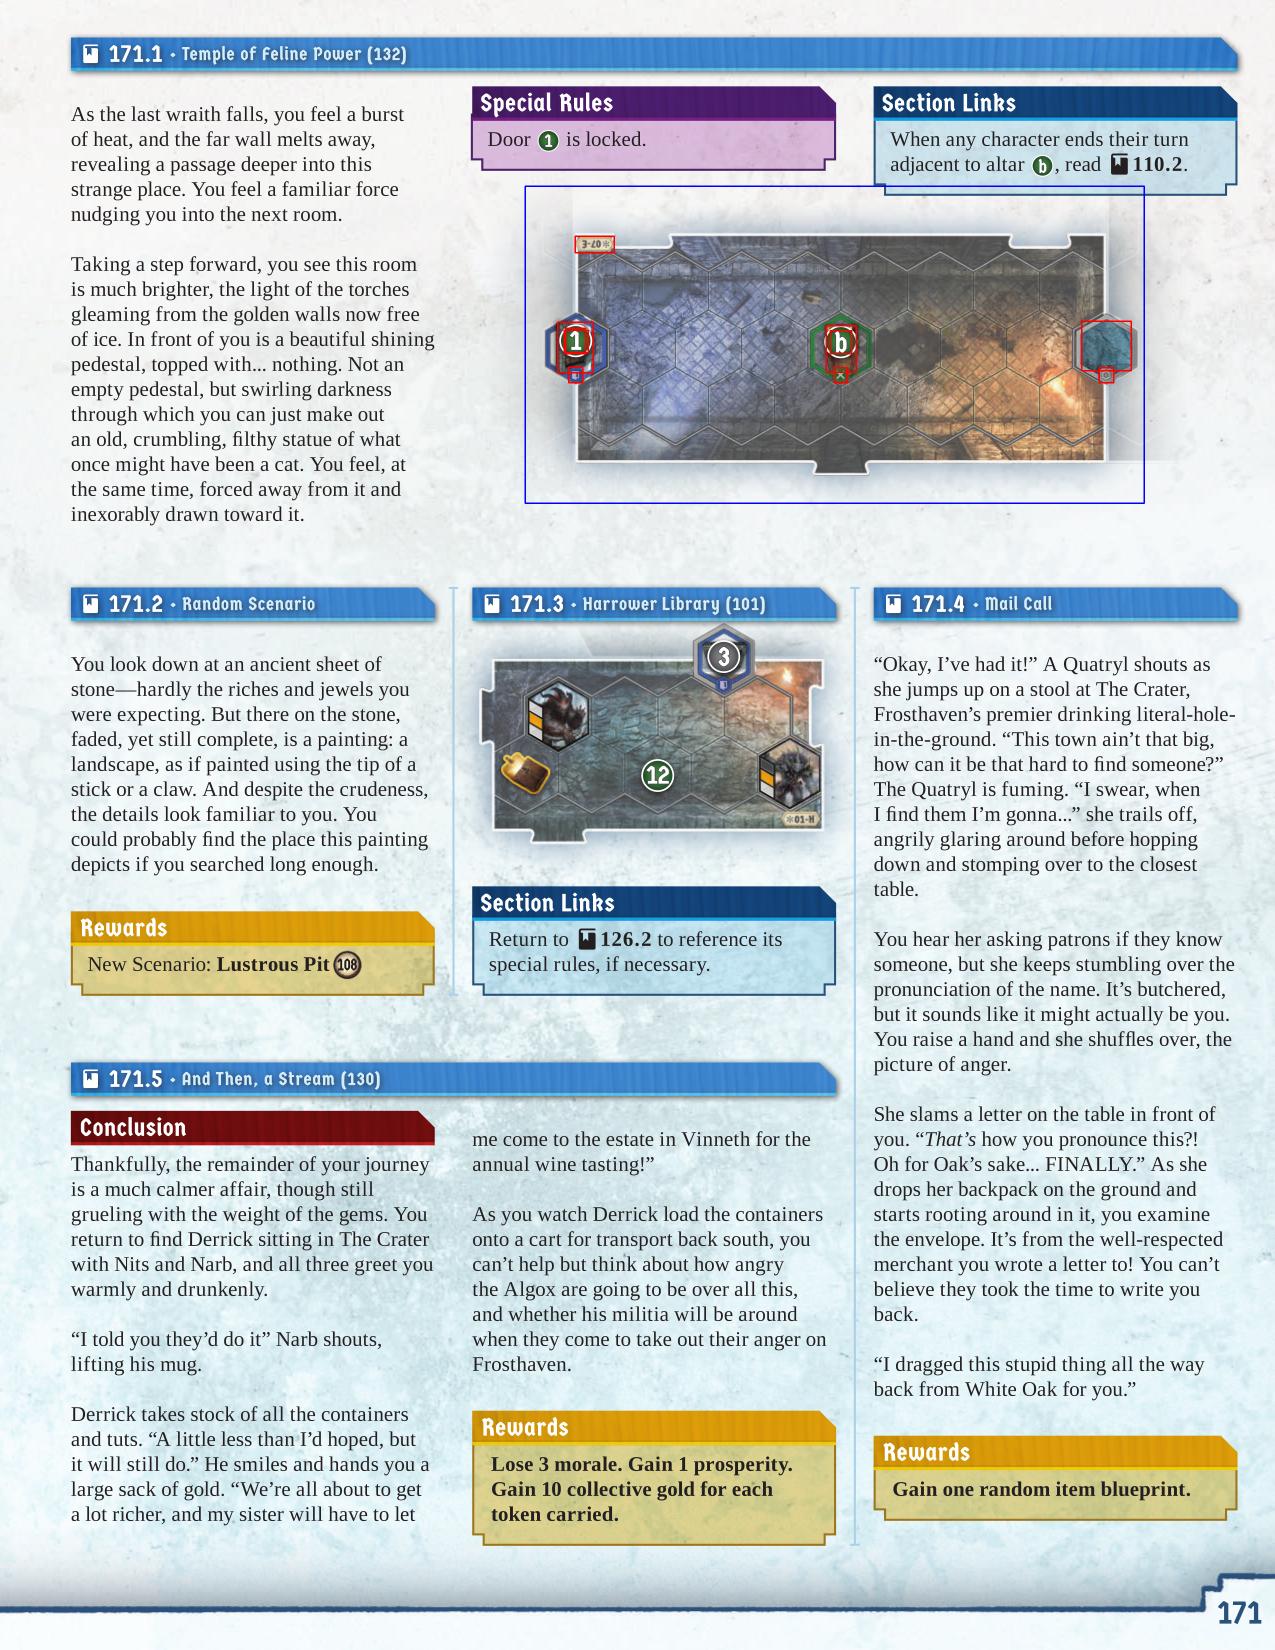 171.1 • Temple of Feline Power (132)
As the last wraith falls, you feel a burst
of heat, and the far wall melts away,
revealing a passage deeper into this
strange place. You feel a familiar force
nudging you into the next room.
Taking a step forward, you see this room
is much brighter, the light of the torches
gleaming from the golden walls now free
of ice. In front of you is a beautiful shining
pedestal, topped with... nothing. Not an
empty pedestal, but swirling darkness
through which you can just make out
an old, crumbling, filthy statue of what
once might have been a cat. You feel, at
the same time, forced away from it and
inexorably drawn toward it.
Special Rules
Door 1 is locked.
Section Links
When any character ends their turn
adjacent to altar b, read 110.2.
07-E
1
b
171.2 • Random Scenario
You look down at an ancient sheet of
stone—hardly the riches and jewels you
were expecting. But there on the stone,
faded, yet still complete, is a painting: a
landscape, as if painted using the tip of a
stick or a claw. And despite the crudeness,
the details look familiar to you. You
could probably find the place this painting
depicts if you searched long enough.
Rewards
New Scenario: Lustrous Pit 108
171.3 • Harrower Library (101)
3
12
01-H
Section Links
Return to 126.2 to reference its
special rules, if necessary.
171.4 • Mail Call
“Okay, I’ve had it!” A Quatryl shouts as
she jumps up on a stool at The Crater,
Frosthaven’s premier drinking literal-hole-
in-the-ground. “This town ain’t that big,
how can it be that hard to find someone?”
The Quatryl is fuming. “I swear, when
I find them I’m gonna...” she trails off,
angrily glaring around before hopping
down and stomping over to the closest
table.
You hear her asking patrons if they know
someone, but she keeps stumbling over the
pronunciation of the name. It’s butchered,
but it sounds like it might actually be you.
You raise a hand and she shuffles over, the
picture of anger.
She slams a letter on the table in front of
you. “That’s how you pronounce this?!
Oh for Oak’s sake... FINALLY.” As she
drops her backpack on the ground and
starts rooting around in it, you examine
the envelope. It’s from the well-respected
merchant you wrote a letter to! You can’t
believe they took the time to write you
back.
“I dragged this stupid thing all the way
back from White Oak for you.”
Rewards
Gain one random item blueprint.
171.5 • And Then, a Stream (130)
Conclusion
Thankfully, the remainder of your journey
is a much calmer affair, though still
grueling with the weight of the gems. You
return to find Derrick sitting in The Crater
with Nits and Narb, and all three greet you
warmly and drunkenly.
“I told you they’d do it” Narb shouts,
lifting his mug.
Derrick takes stock of all the containers
and tuts. “A little less than I’d hoped, but
it will still do.” He smiles and hands you a
large sack of gold. “We’re all about to get
a lot richer, and my sister will have to let
me come to the estate in Vinneth for the
annual wine tasting!”
As you watch Derrick load the containers
onto a cart for transport back south, you
can’t help but think about how angry
the Algox are going to be over all this,
and whether his militia will be around
when they come to take out their anger on
Frosthaven.
Rewards
Lose 3 morale. Gain 1 prosperity.
Gain 10 collective gold for each
token carried.
171